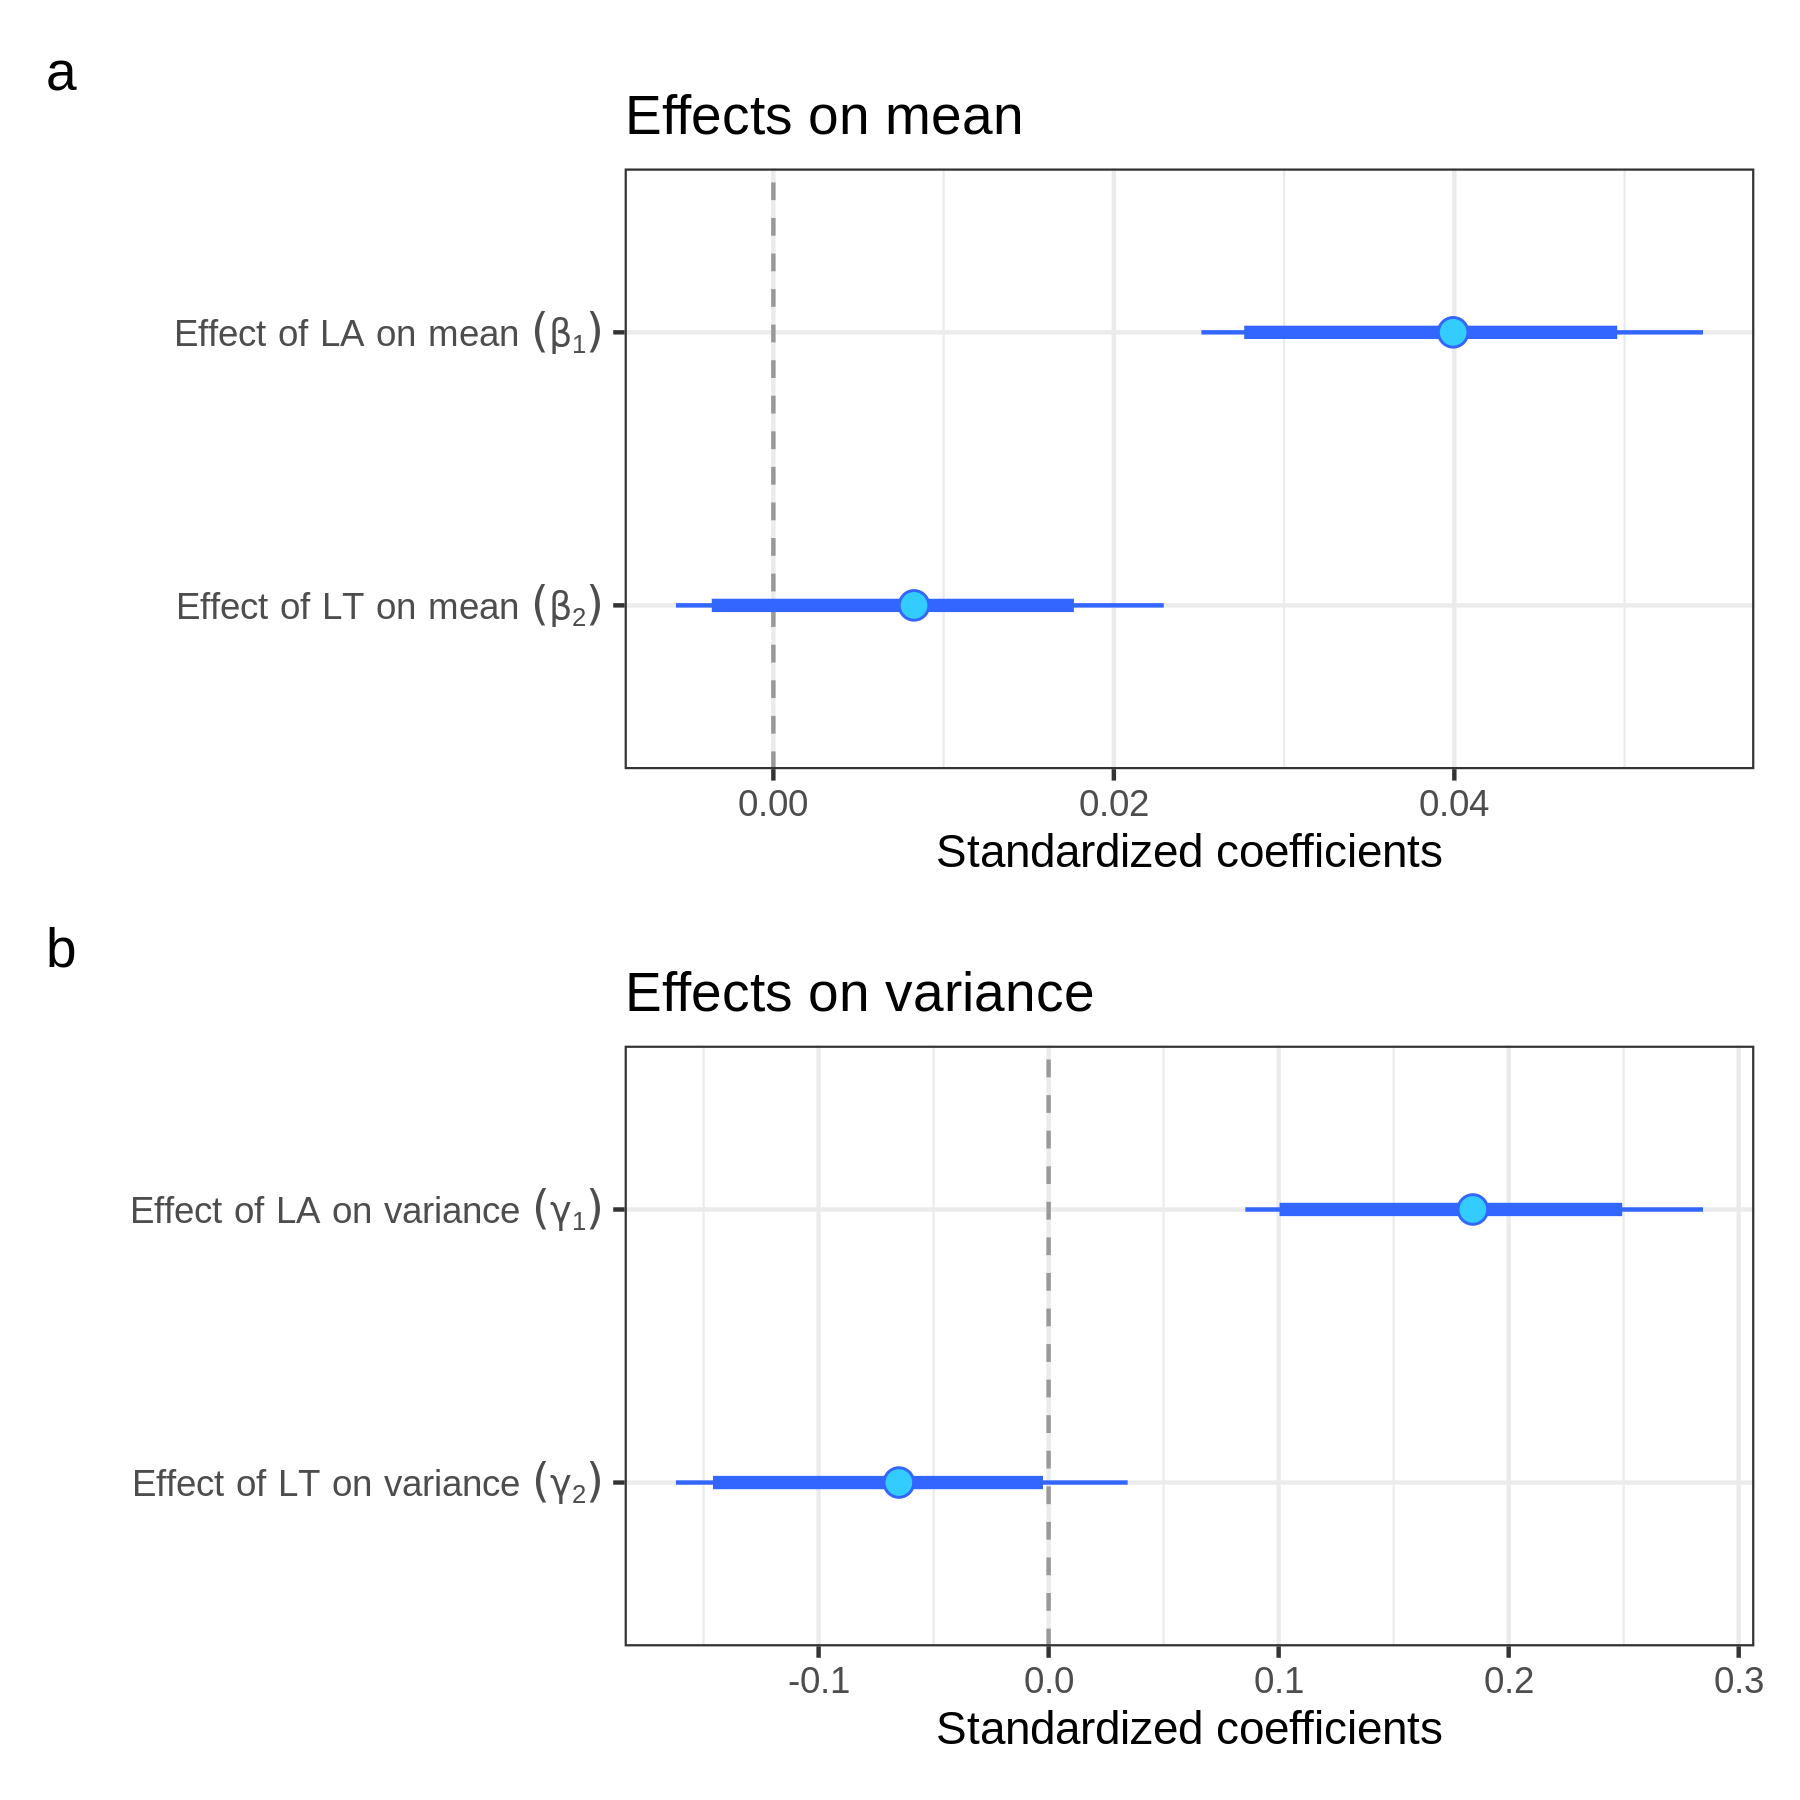 a
Effects on mean
Effect of LA on mean (β₁)
Effect of LT on mean (β₂)
0.00 0.02 0.04
Standardized coefficients
b
Effects on variance
Effect of LA on variance (γ₁)
Effect of LT on variance (γ₂)
-0.1 0.0 0.1 0.2 0.3
Standardized coefficients